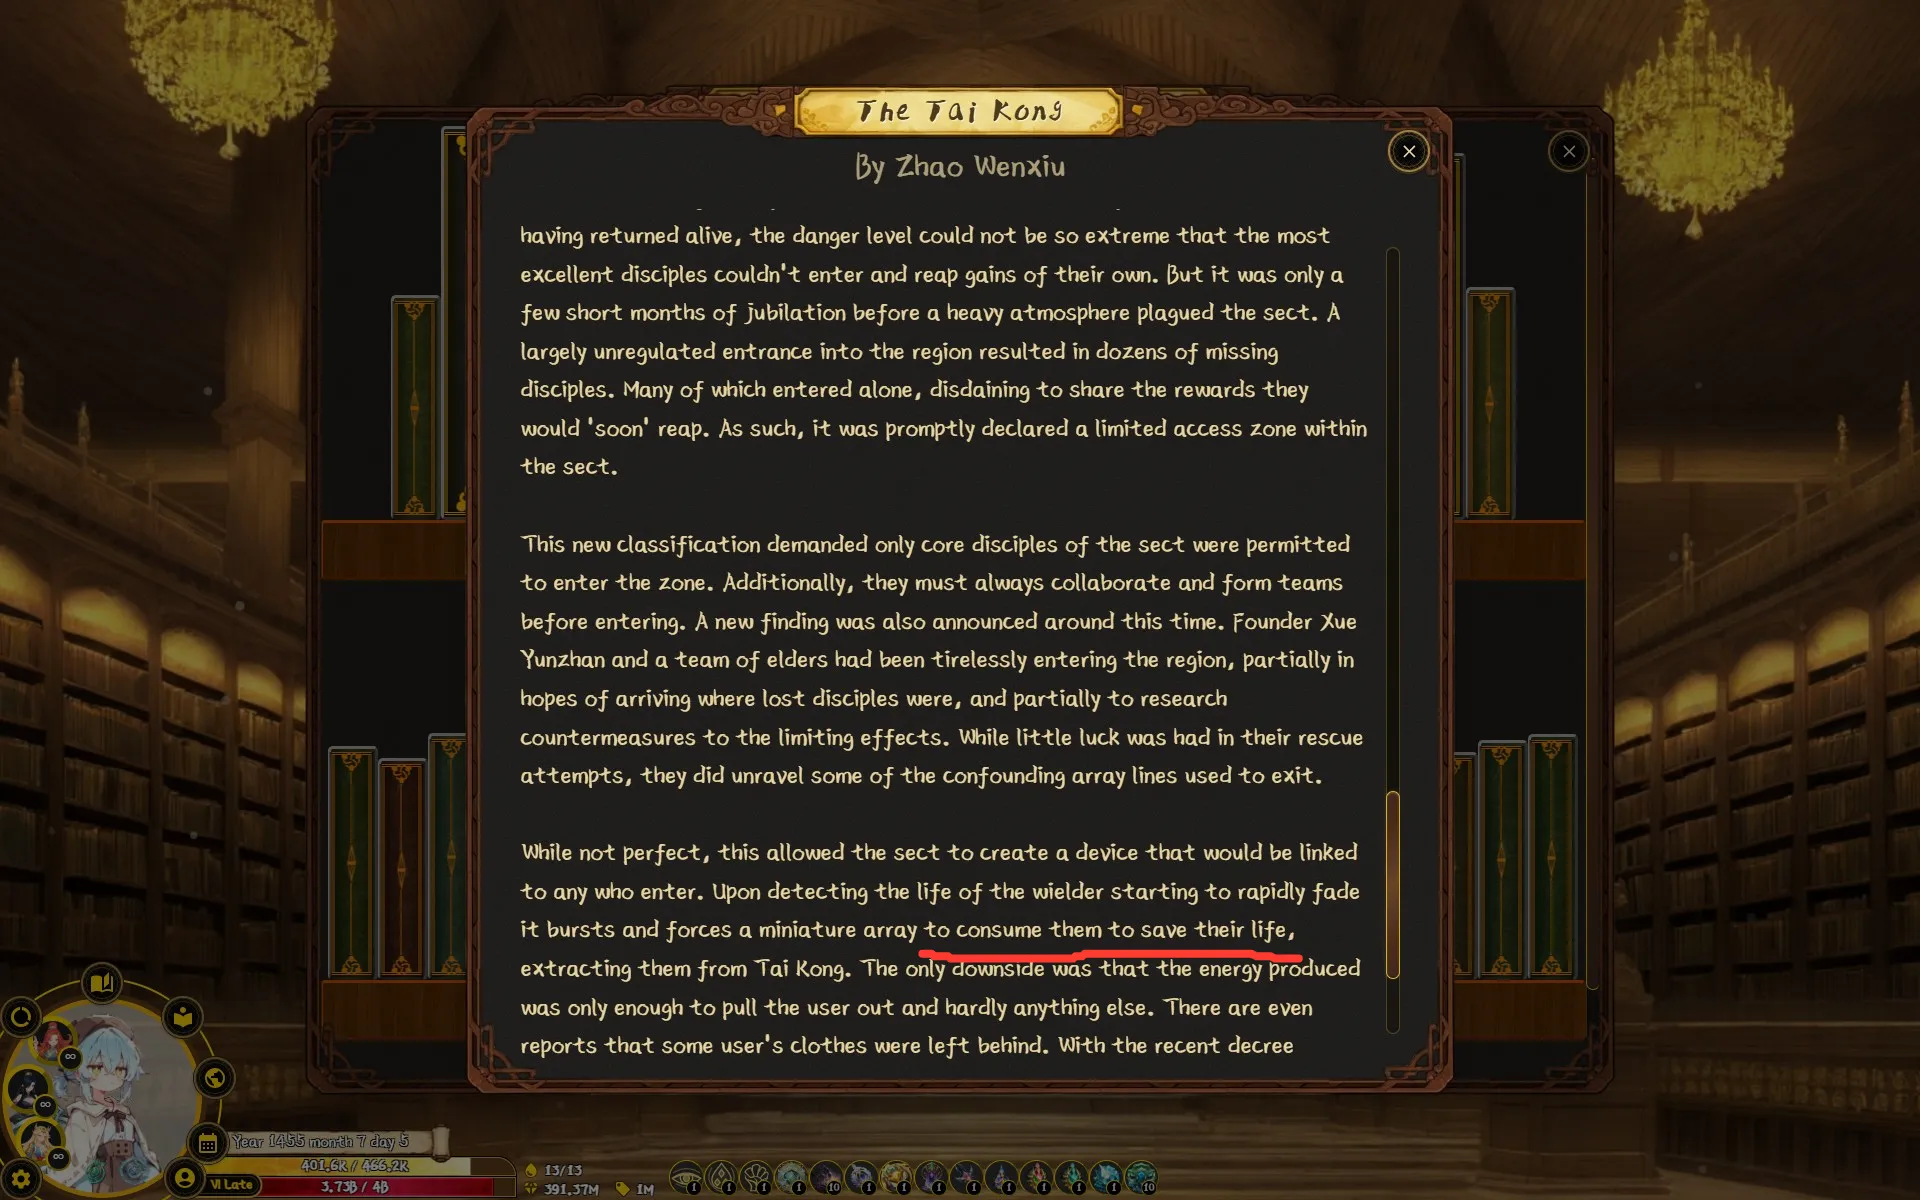 The Tai Kong
By Zhao Wenxiu
having returned alive, the danger level could not be so extreme that the most
excellent disciples couldn't enter and reap gains of their own. But it was only a
few short months of jubilation before a heavy atmosphere plagued the sect. A
largely unregulated entrance into the region resulted in dozens of missing
disciples. Many of which entered alone, disdaining to share the rewards they
would 'soon' reap. As such, it was promptly declared a limited access zone within
the sect.
This new classification demanded only core disciples of the sect were permitted
to enter the zone. Additionally, they must always collaborate and form teams
before entering. A new finding was also announced around this time. Founder Xue
Yunzhan and a team of elders had been tirelessly entering the region, partially in
hopes of arriving where lost disciples were, and partially to research
countermeasures to the limiting effects. While little luck was had in their rescue
attempts, they did unravel some of the confounding array lines used to exit.
While not perfect, this allowed the sect to create a device that would be linked
to any who enter. Upon detecting the life of the wielder starting to rapidly fade
it bursts and forces a miniature array to consume them to save their life,
extracting them from Tai Kong. The only downside was that the energy produced
was only enough to pull the user out and hardly anything else. There are even
reports that some user's clothes were left behind. With the recent decree
Year 1455 month 7 day 5
401.6K / 466.2K
VI Late
3.73B / 4B
13/13
391.37M
1M
1 1 1 1 10 1 1 1 1 1 1 1 1 10